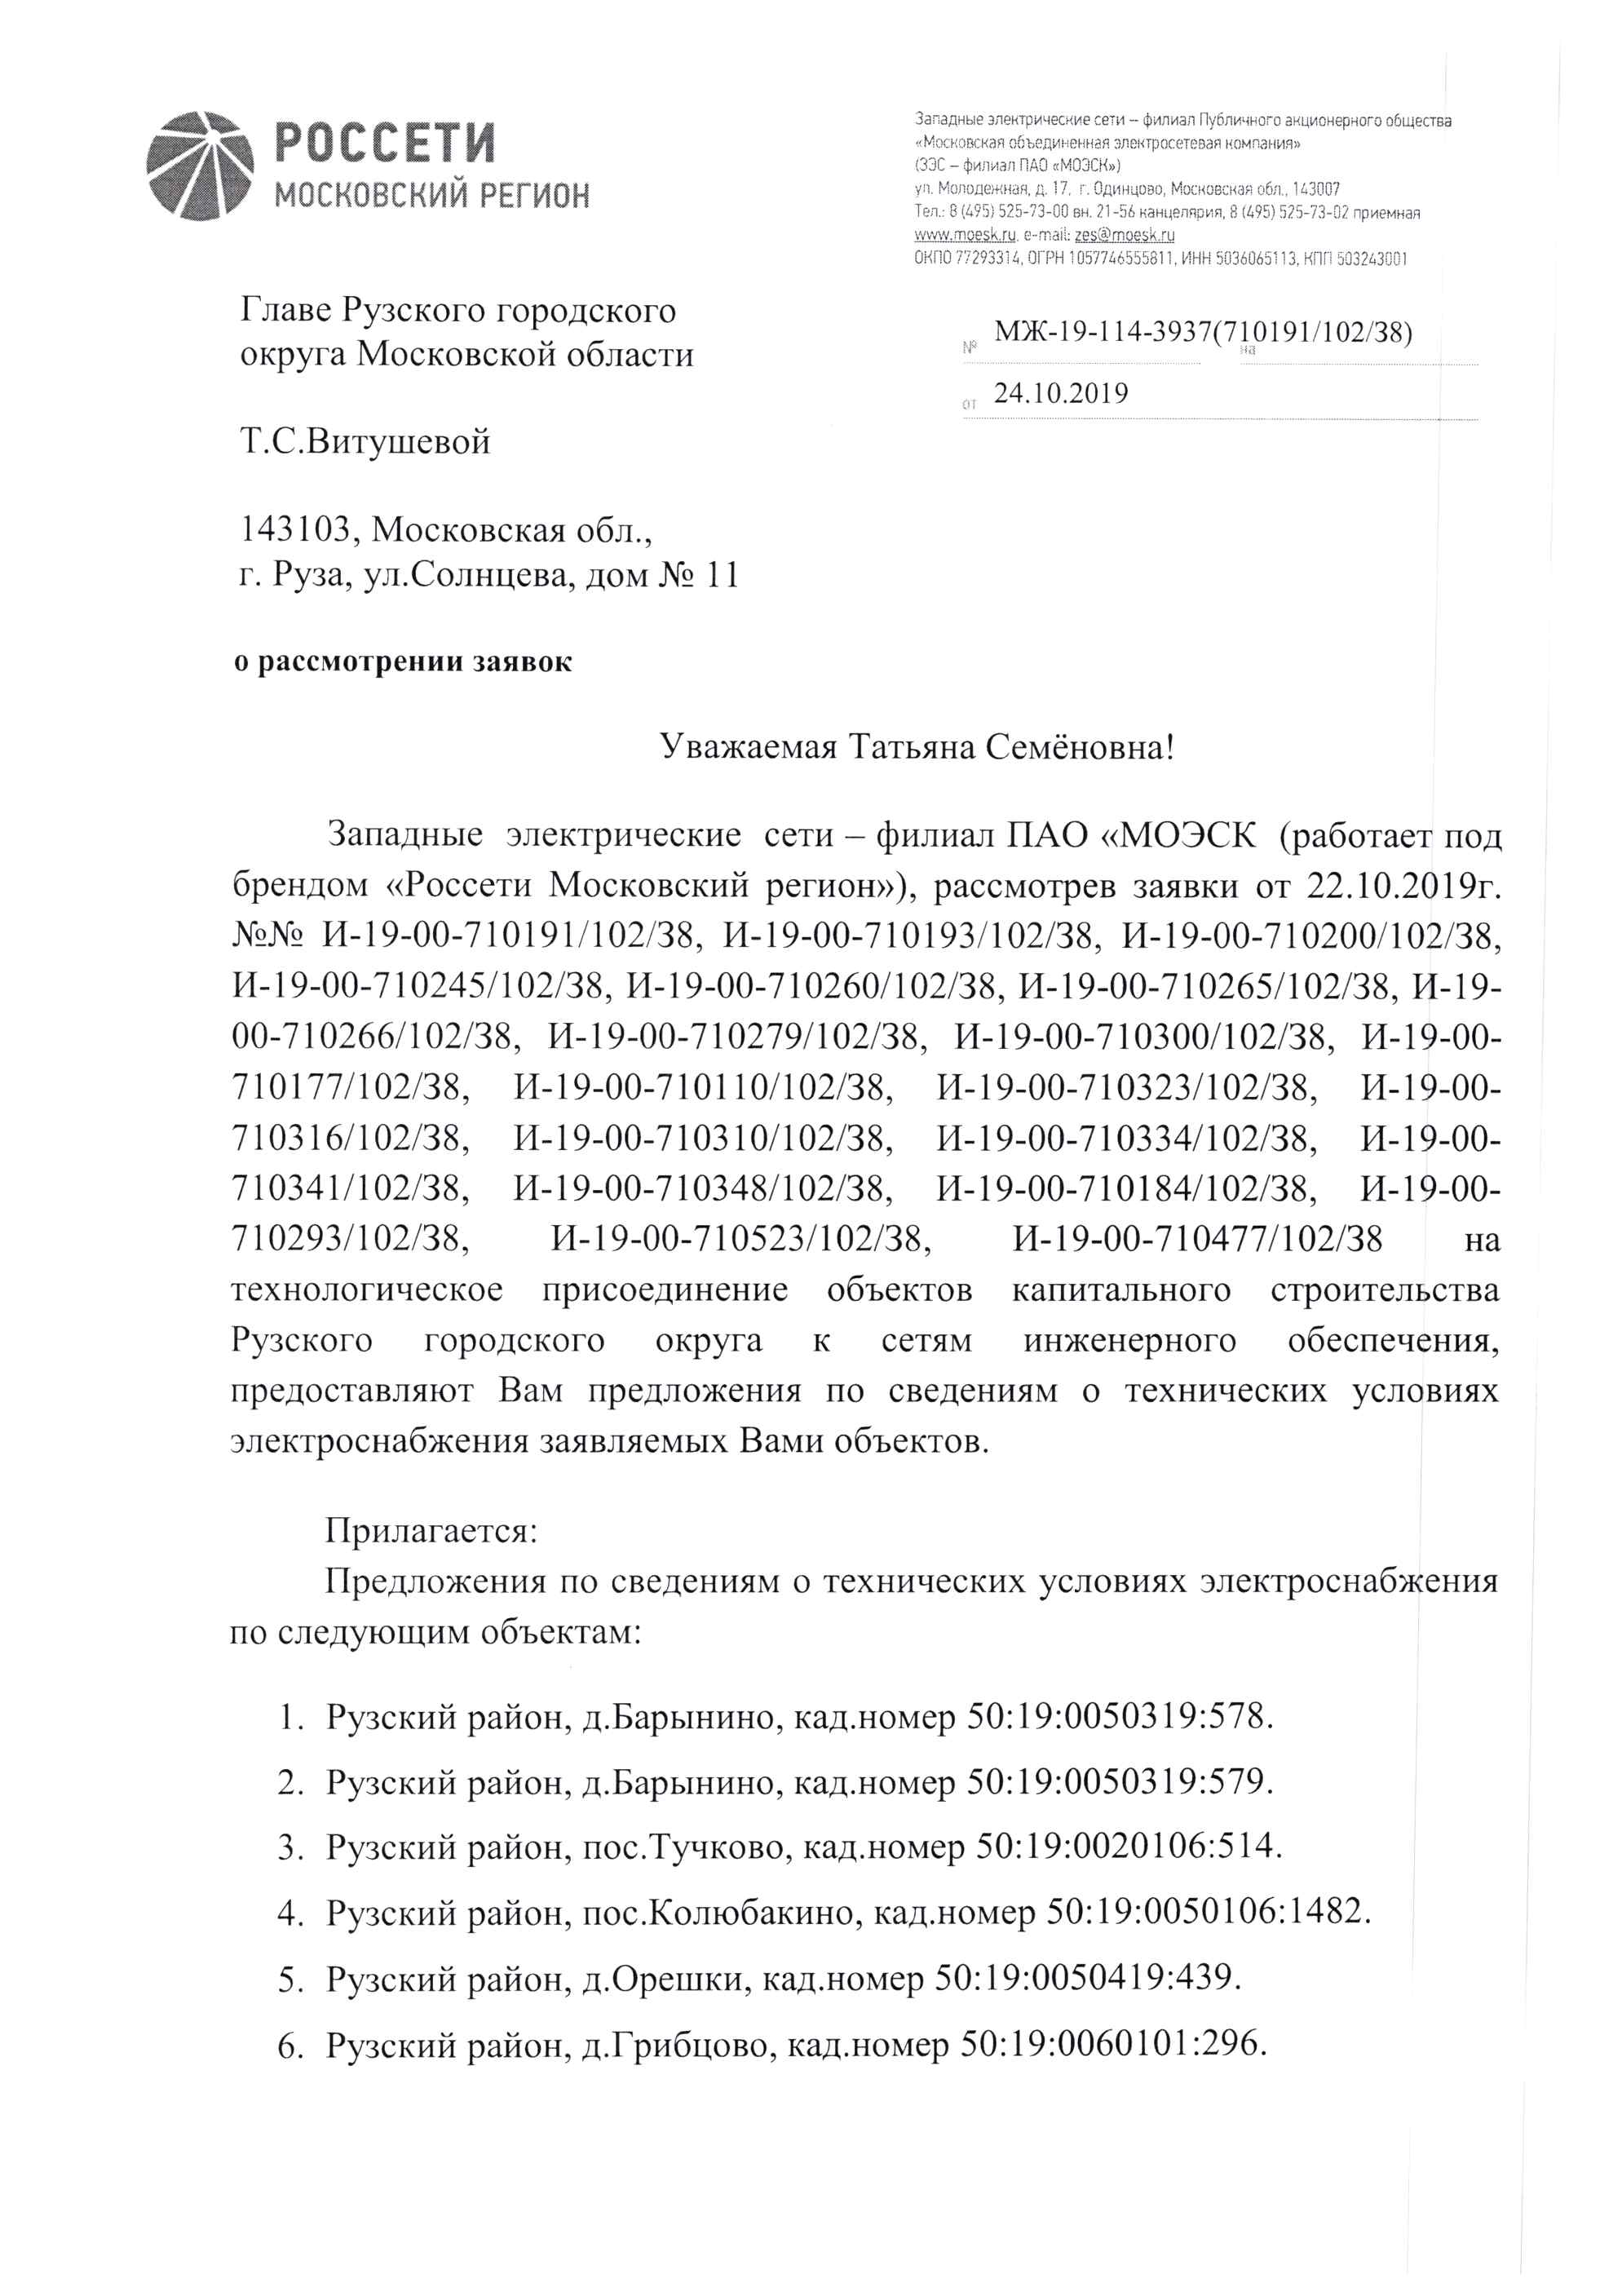 РОССЕТИ
МОСКОВСКИЙ РЕГИОН
Западные электрические сети – филиал Публичного акционерного общества
«Московская объединенная электросетевая компания»
(ЗЭС – филиал ПАО «МОЭСК»)
ул. Молодежная, д. 17, г. Одинцово, Московская обл., 143007
Тел.: 8 (495) 525-73-00 вн. 21-56 канцелярия, 8 (495) 525-73-02 приемная
www.moesk.ru, e-mail: zes@moesk.ru
ОКПО 77293314, ОГРН 1057746555811, ИНН 5036065113, КПП 503243001
Главе Рузского городского
округа Московской области
№ МЖ-19-114-3937(710191/102/38)
на
от 24.10.2019
Т.С.Витушевой
143103, Московская обл.,
г. Руза, ул.Солнцева, дом № 11
о рассмотрении заявок
Уважаемая Татьяна Семёновна!
Западные электрические сети – филиал ПАО «МОЭСК (работает под
брендом «Россети Московский регион»), рассмотрев заявки от 22.10.2019г.
№№ И-19-00-710191/102/38, И-19-00-710193/102/38, И-19-00-710200/102/38,
И-19-00-710245/102/38, И-19-00-710260/102/38, И-19-00-710265/102/38, И-19-
00-710266/102/38, И-19-00-710279/102/38, И-19-00-710300/102/38, И-19-00-
710177/102/38, И-19-00-710110/102/38, И-19-00-710323/102/38, И-19-00-
710316/102/38, И-19-00-710310/102/38, И-19-00-710334/102/38, И-19-00-
710341/102/38, И-19-00-710348/102/38, И-19-00-710184/102/38, И-19-00-
710293/102/38, И-19-00-710523/102/38, И-19-00-710477/102/38 на
технологическое присоединение объектов капитального строительства
Рузского городского округа к сетям инженерного обеспечения,
предоставляют Вам предложения по сведениям о технических условиях
электроснабжения заявляемых Вами объектов.
Прилагается:
Предложения по сведениям о технических условиях электроснабжения
по следующим объектам:
1. Рузский район, д.Барынино, кад.номер 50:19:0050319:578.
2. Рузский район, д.Барынино, кад.номер 50:19:0050319:579.
3. Рузский район, пос.Тучково, кад.номер 50:19:0020106:514.
4. Рузский район, пос.Колюбакино, кад.номер 50:19:0050106:1482.
5. Рузский район, д.Орешки, кад.номер 50:19:0050419:439.
6. Рузский район, д.Грибцово, кад.номер 50:19:0060101:296.